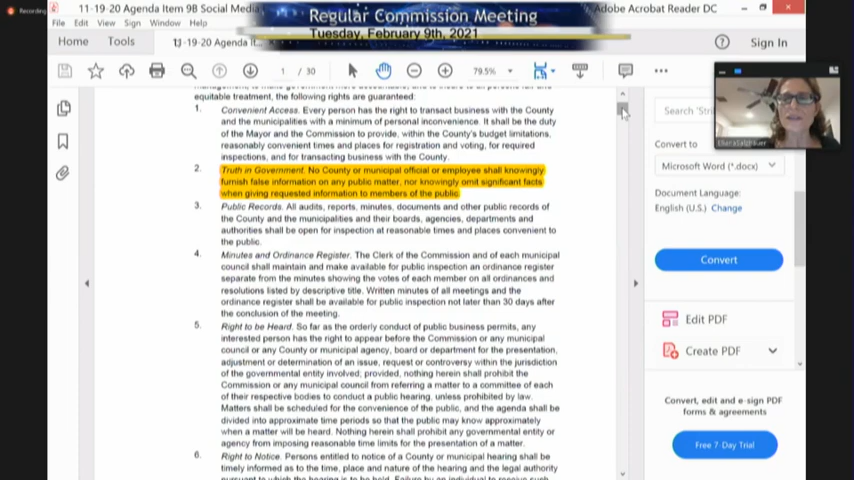 Recording
11-19-20 Agenda Item 9B Social Media
Adobe Acrobat Reader DC
Regular Commission Meeting
Tuesday, February 9th, 2021
File Edit View Sign Window Help
Home Tools
Sign In
1 / 30
79.5%
equitable treatment, the following rights are guaranteed:
1. Convenient Access. Every person has the right to transact business with the County
and the municipalities with a minimum of personal inconvenience. It shall be the duty
of the Mayor and the Commission to provide, within the County's budget limitations,
reasonably convenient times and places for registration and voting, for required
inspections, and for transacting business with the County.
2. Truth in Government. No County or municipal official or employee shall knowingly
furnish false information on any public matter, nor knowingly omit significant facts
when giving requested information to members of the public.
3. Public Records. All audits, reports, minutes, documents and other public records of
the County and the municipalities and their boards, agencies, departments and
authorities shall be open for inspection at reasonable times and places convenient to
the public.
4. Minutes and Ordinance Register. The Clerk of the Commission and of each municipal
council shall maintain and make available for public inspection an ordinance register
separate from the minutes showing the votes of each member on all ordinances and
resolutions listed by descriptive title. Written minutes of all meetings and the
ordinance register shall be available for public inspection not later than 30 days after
the conclusion of the meeting.
5. Right to be Heard. So far as the orderly conduct of public business permits, any
interested person has the right to appear before the Commission or any municipal
council or any County or municipal agency, board or department for the presentation,
adjustment or determination of an issue, request or controversy within the jurisdiction
of the governmental entity involved; provided, nothing herein shall prohibit the
Commission or any municipal council from referring a matter to a committee of each
of their respective bodies to conduct a public hearing, unless prohibited by law.
Matters shall be scheduled for the convenience of the public, and the agenda shall be
divided into approximate time periods so that the public may know approximately
when a matter will be heard. Nothing herein shall prohibit any governmental entity or
agency from imposing reasonable time limits for the presentation of a matter.
6. Right to Notice. Persons entitled to notice of a County or municipal hearing shall be
timely informed as to the time, place and nature of the hearing and the legal authority
Convert to
Microsoft Word (*.docx)
Document Language:
English (U.S.) Change
Convert
Edit PDF
Create PDF
Convert, edit and e-sign PDF
forms & agreements
Free 7-Day Trial